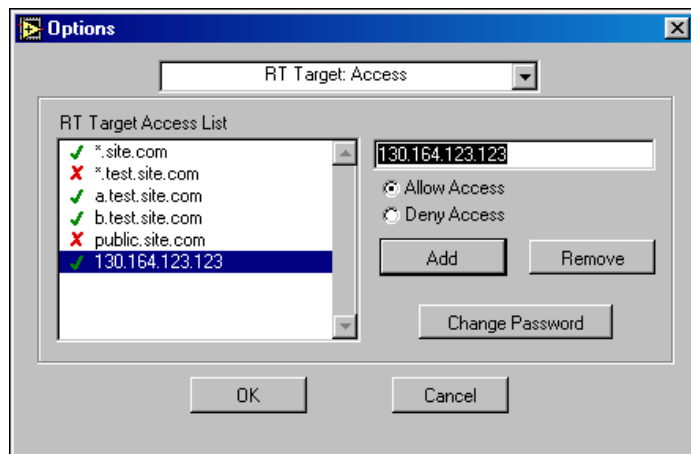 Options
RT Target: Access
RT Target Access List
*.site.com
*.test.site.com
a.test.site.com
b.test.site.com
public.site.com
130.164.123.123
130.164.123.123
Allow Access
Deny Access
Add
Remove
Change Password
OK
Cancel